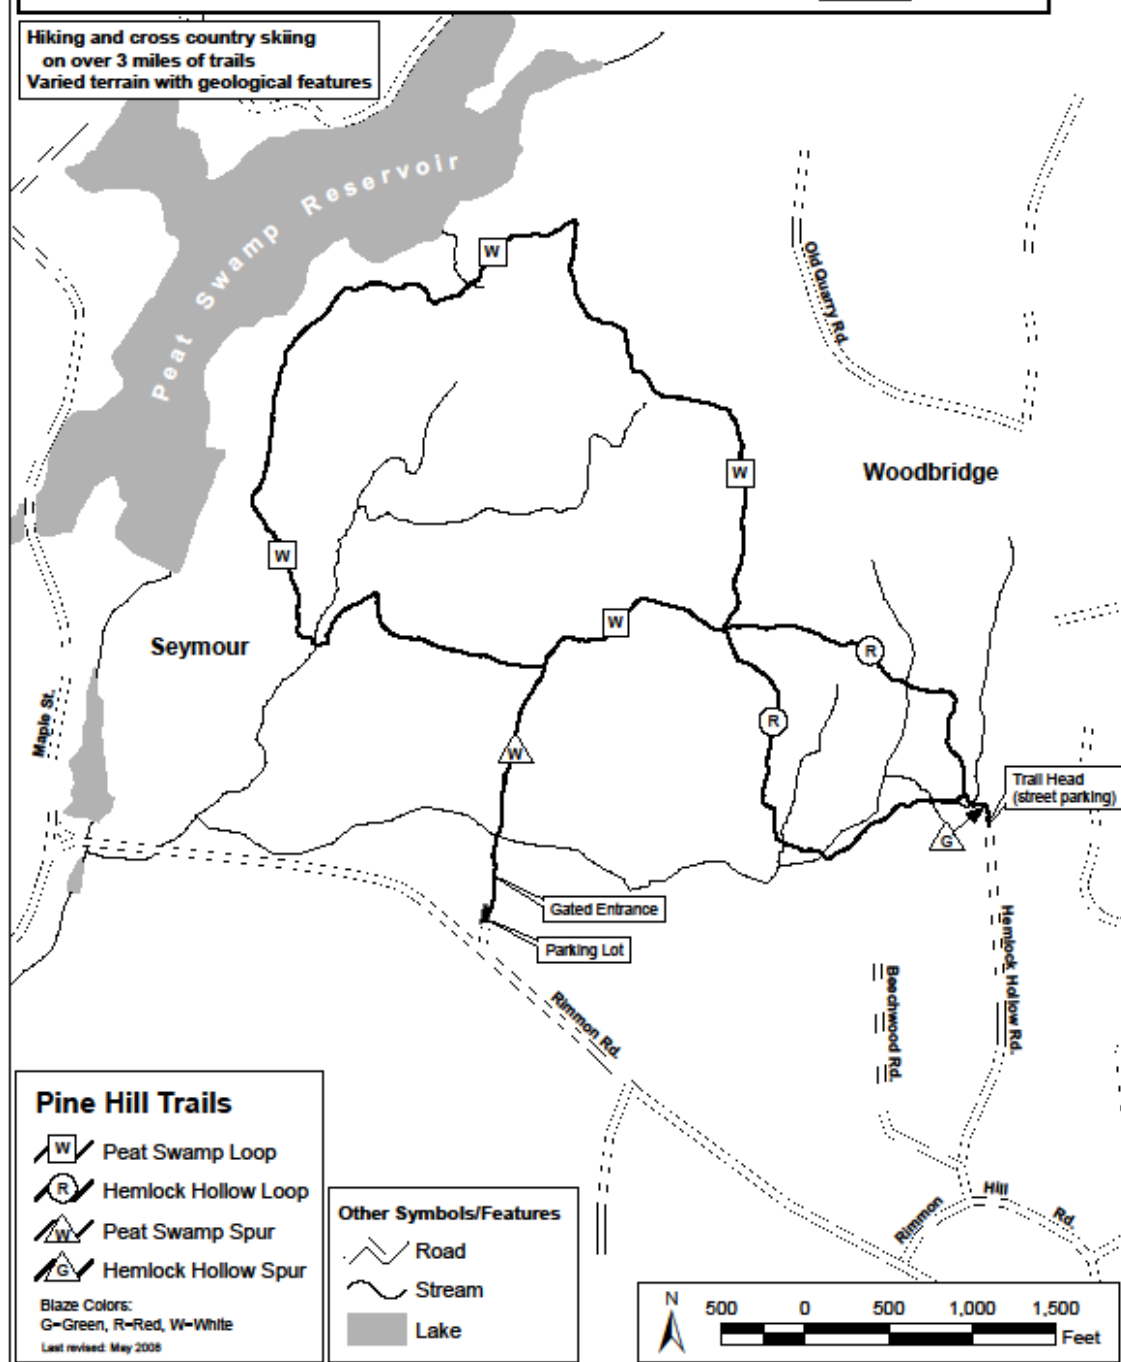 Hiking and cross country skiing
on over 3 miles of trails
Varied terrain with geological features
Peat Swamp Reservoir
W
Old Quarry Rd.
W
Woodbridge
W
W
Seymour
R
R
Maple St.
W
Trail Head
(street parking)
G
Gated Entrance
Parking Lot
Hemlock Hollow Rd.
Beechwood Rd.
Rimmon Rd.
Rimmon Hill Rd.
Pine Hill Trails
W Peat Swamp Loop
R Hemlock Hollow Loop
W Peat Swamp Spur
G Hemlock Hollow Spur
Blaze Colors:
G=Green, R=Red, W=White
Last revised: May 2008
Other Symbols/Features
Road
Stream
Lake
N
500 0 500 1,000 1,500
Feet